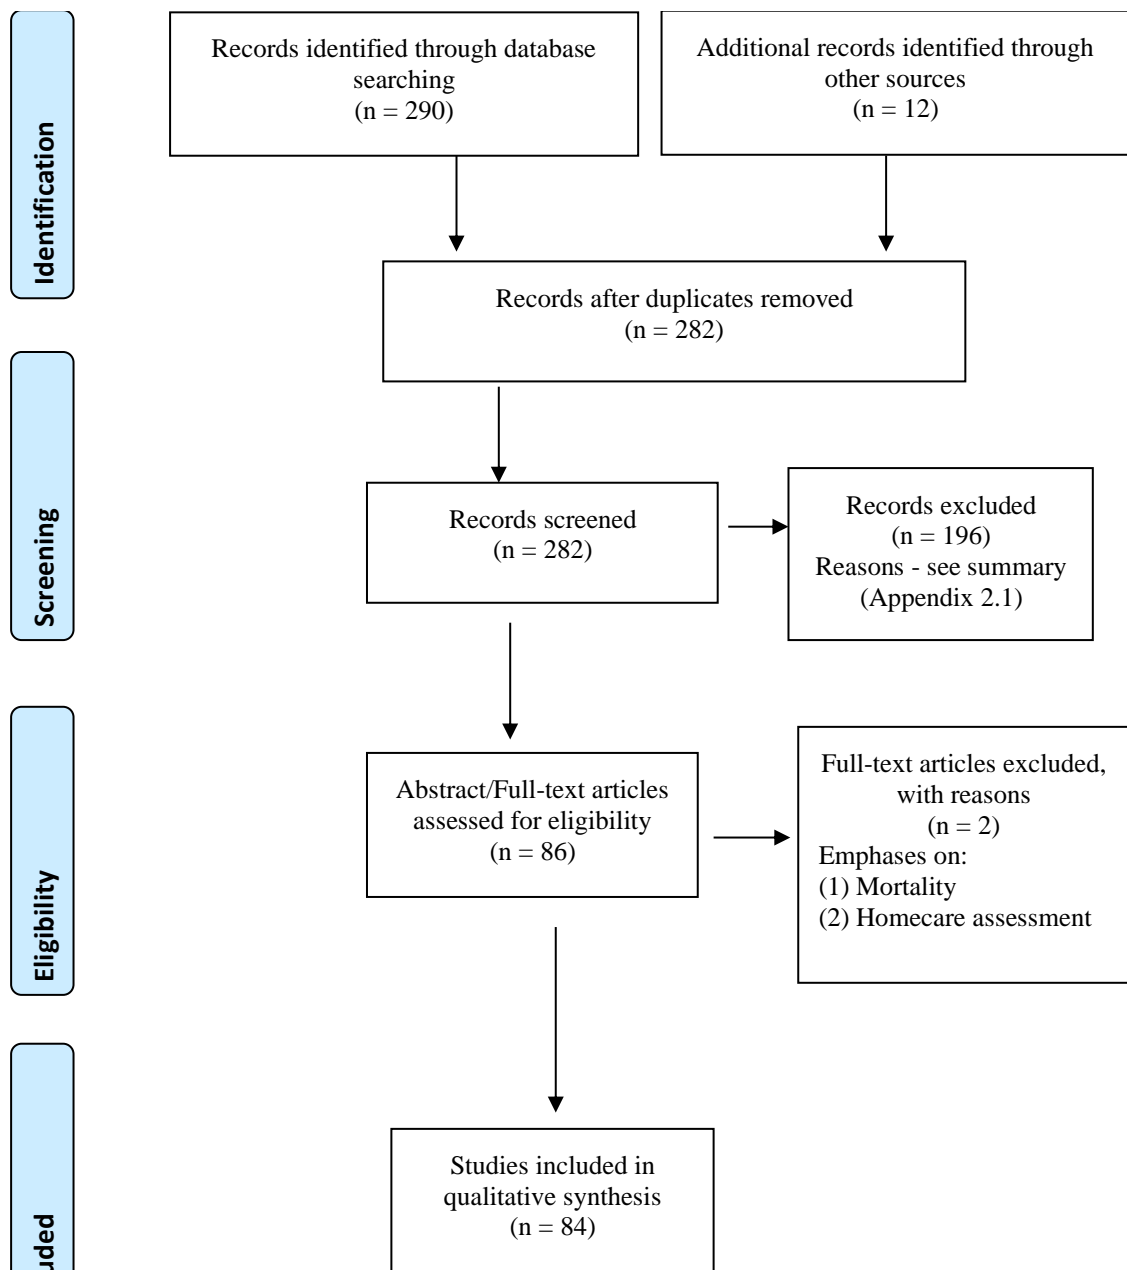 Identification
Records identified through database
searching
(n = 290)
Additional records identified through
other sources
(n = 12)
Records after duplicates removed
(n = 282)
Screening
Records screened
(n = 282)
Records excluded
(n = 196)
Reasons - see summary
(Appendix 2.1)
Eligibility
Abstract/Full-text articles
assessed for eligibility
(n = 86)
Full-text articles excluded,
with reasons
(n = 2)
Emphases on:
(1) Mortality
(2) Homecare assessment
uded
Studies included in
qualitative synthesis
(n = 84)